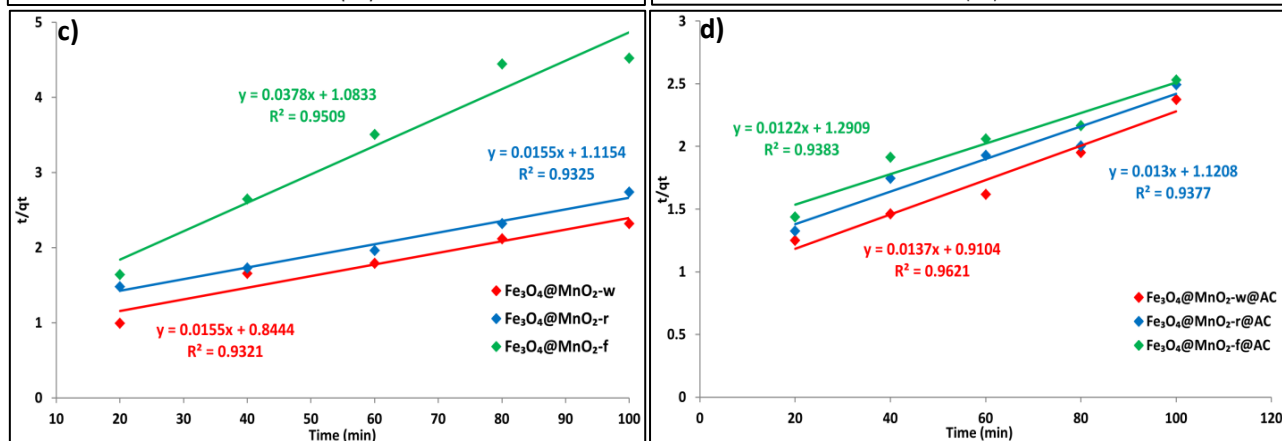 c)
5
4
3
2
1
0
t/qt
y = 0.0378x + 1.0833
R² = 0.9509
y = 0.0155x + 1.1154
R² = 0.9325
y = 0.0155x + 0.8444
R² = 0.9321
Fe₃O₄@MnO₂-w
Fe₃O₄@MnO₂-r
Fe₃O₄@MnO₂-f
10 20 30 40 50 60 70 80 90 100
Time (min)
d)
3
2.5
2
1.5
1
0.5
0
t/qt
y = 0.0122x + 1.2909
R² = 0.9383
y = 0.013x + 1.1208
R² = 0.9377
y = 0.0137x + 0.9104
R² = 0.9621
Fe₃O₄@MnO₂-w@AC
Fe₃O₄@MnO₂-r@AC
Fe₃O₄@MnO₂-f@AC
0 20 40 60 80 100 120
Time (min)